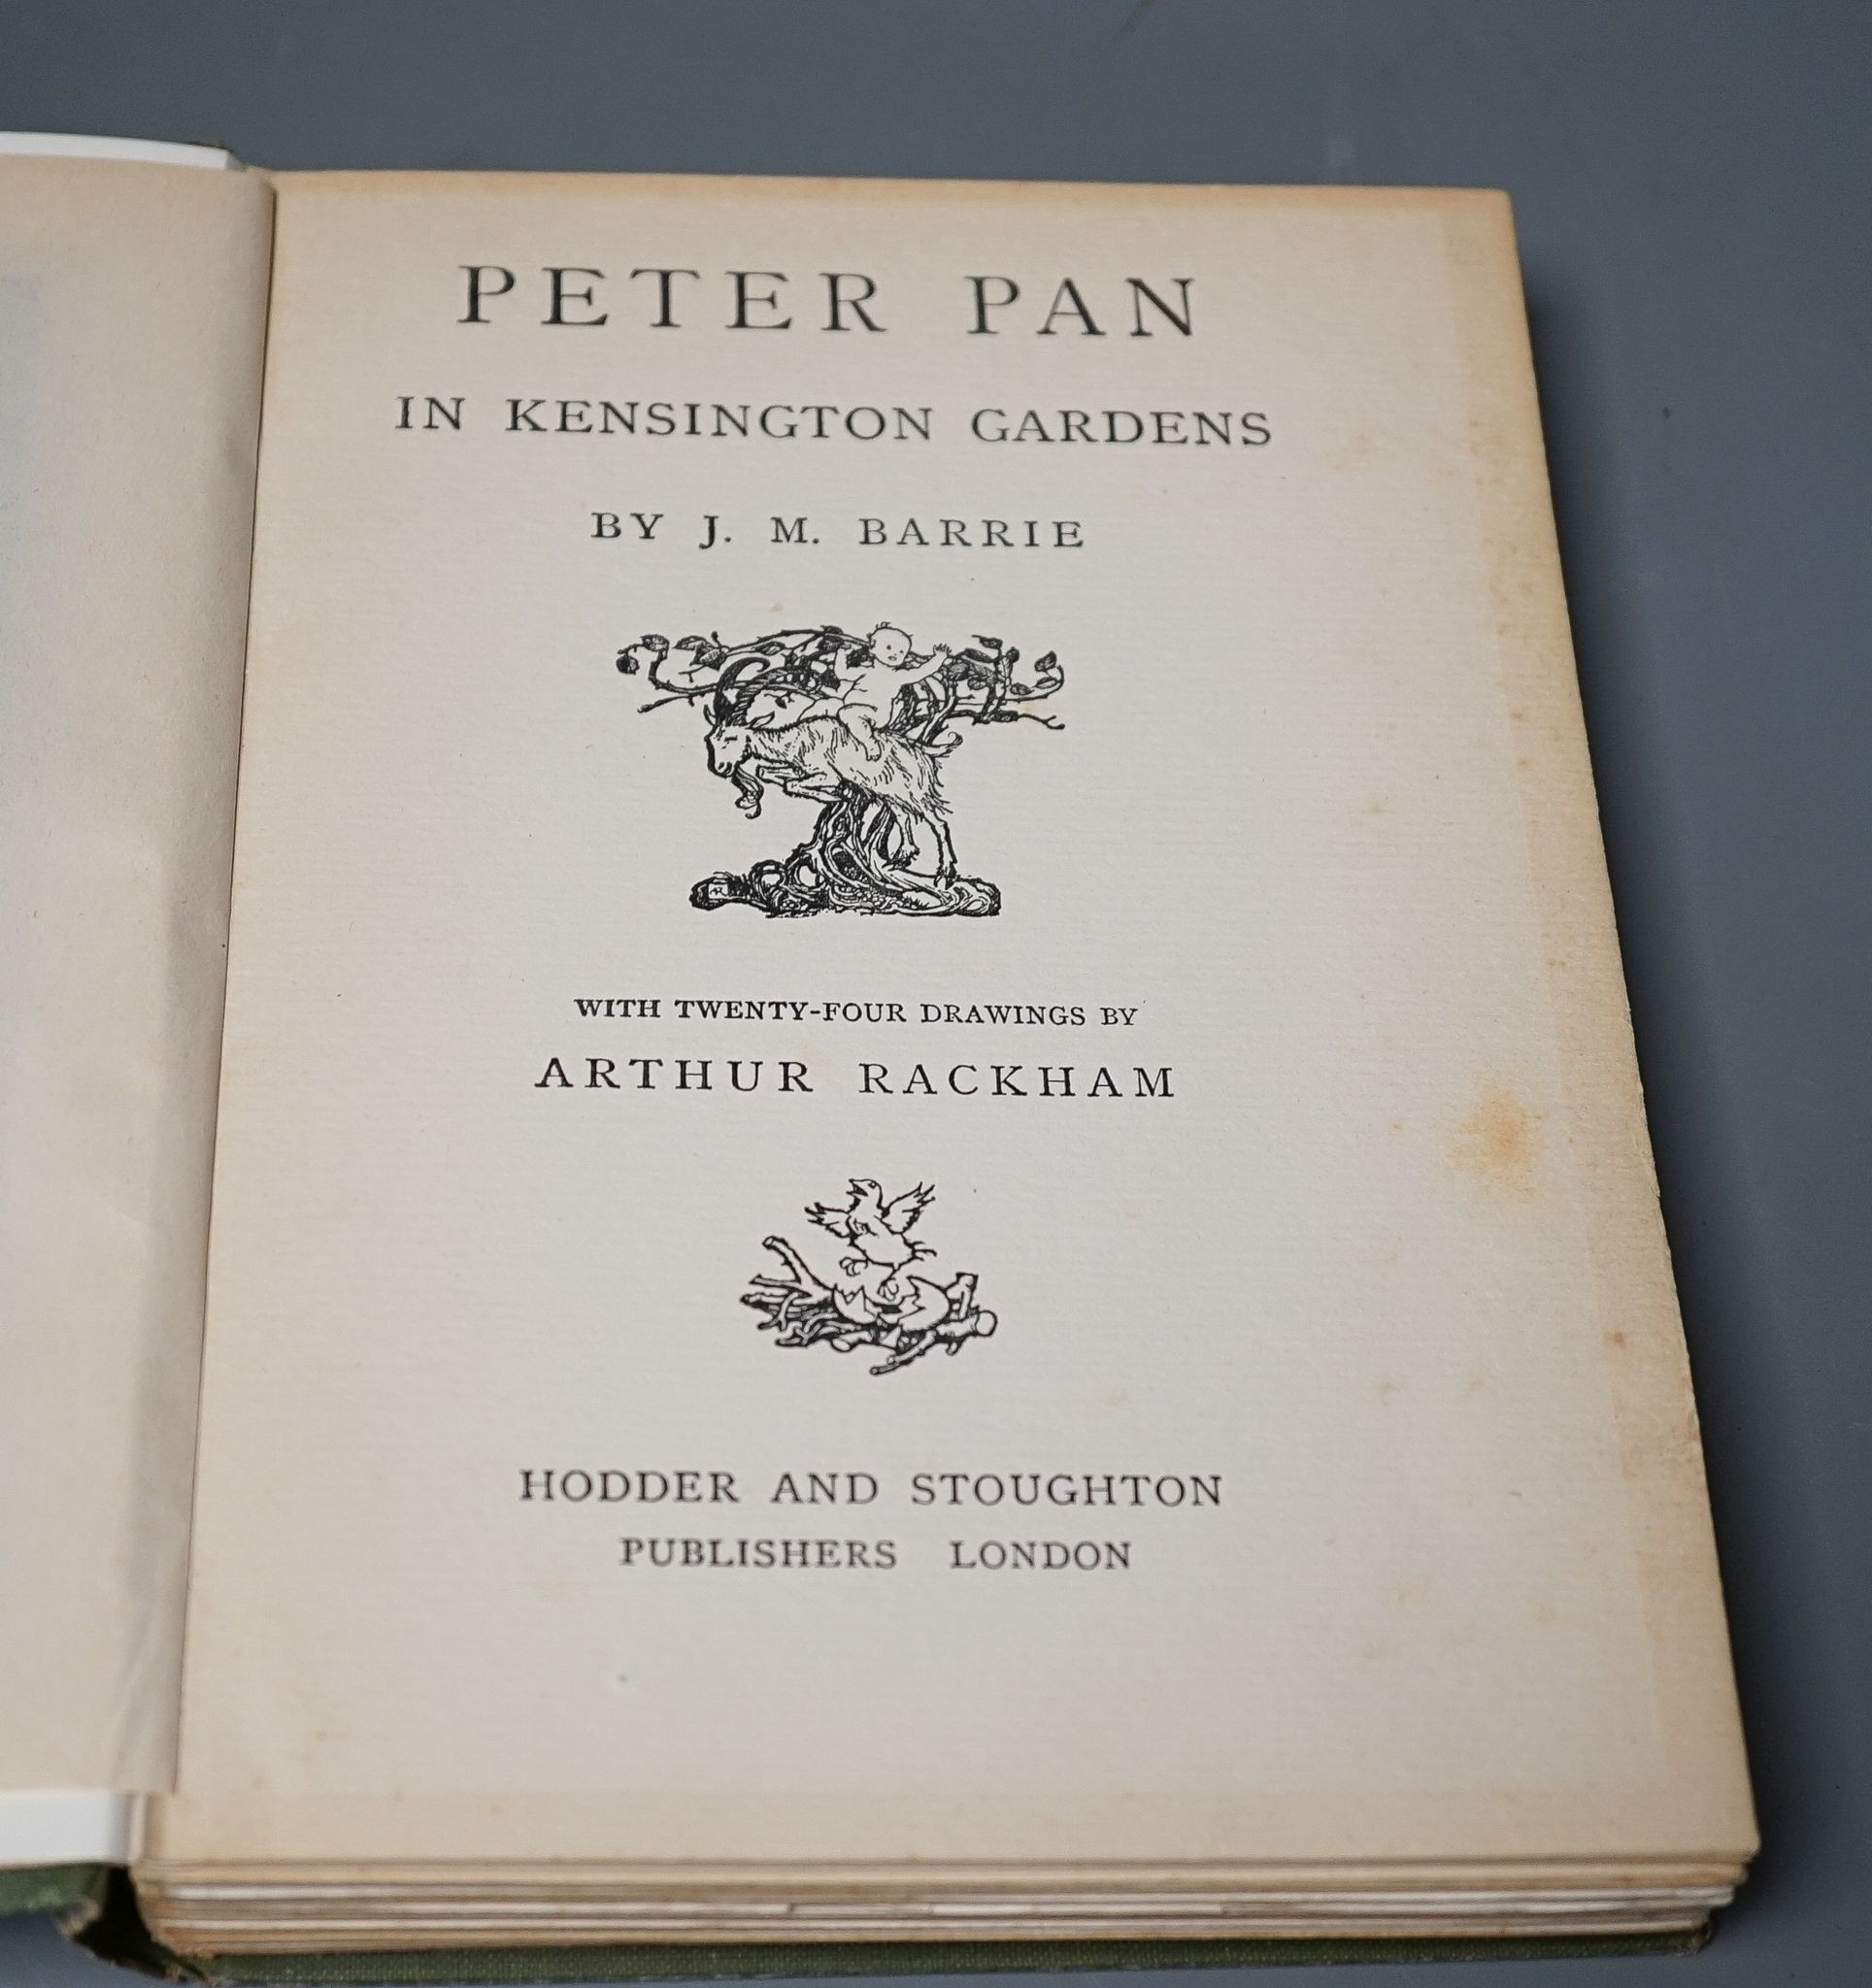 PETER PAN
IN KENSINGTON GARDENS
BY J. M. BARRIE
WITH TWENTY-FOUR DRAWINGS BY
ARTHUR RACKHAM
HODDER AND STOUGHTON
PUBLISHERS LONDON